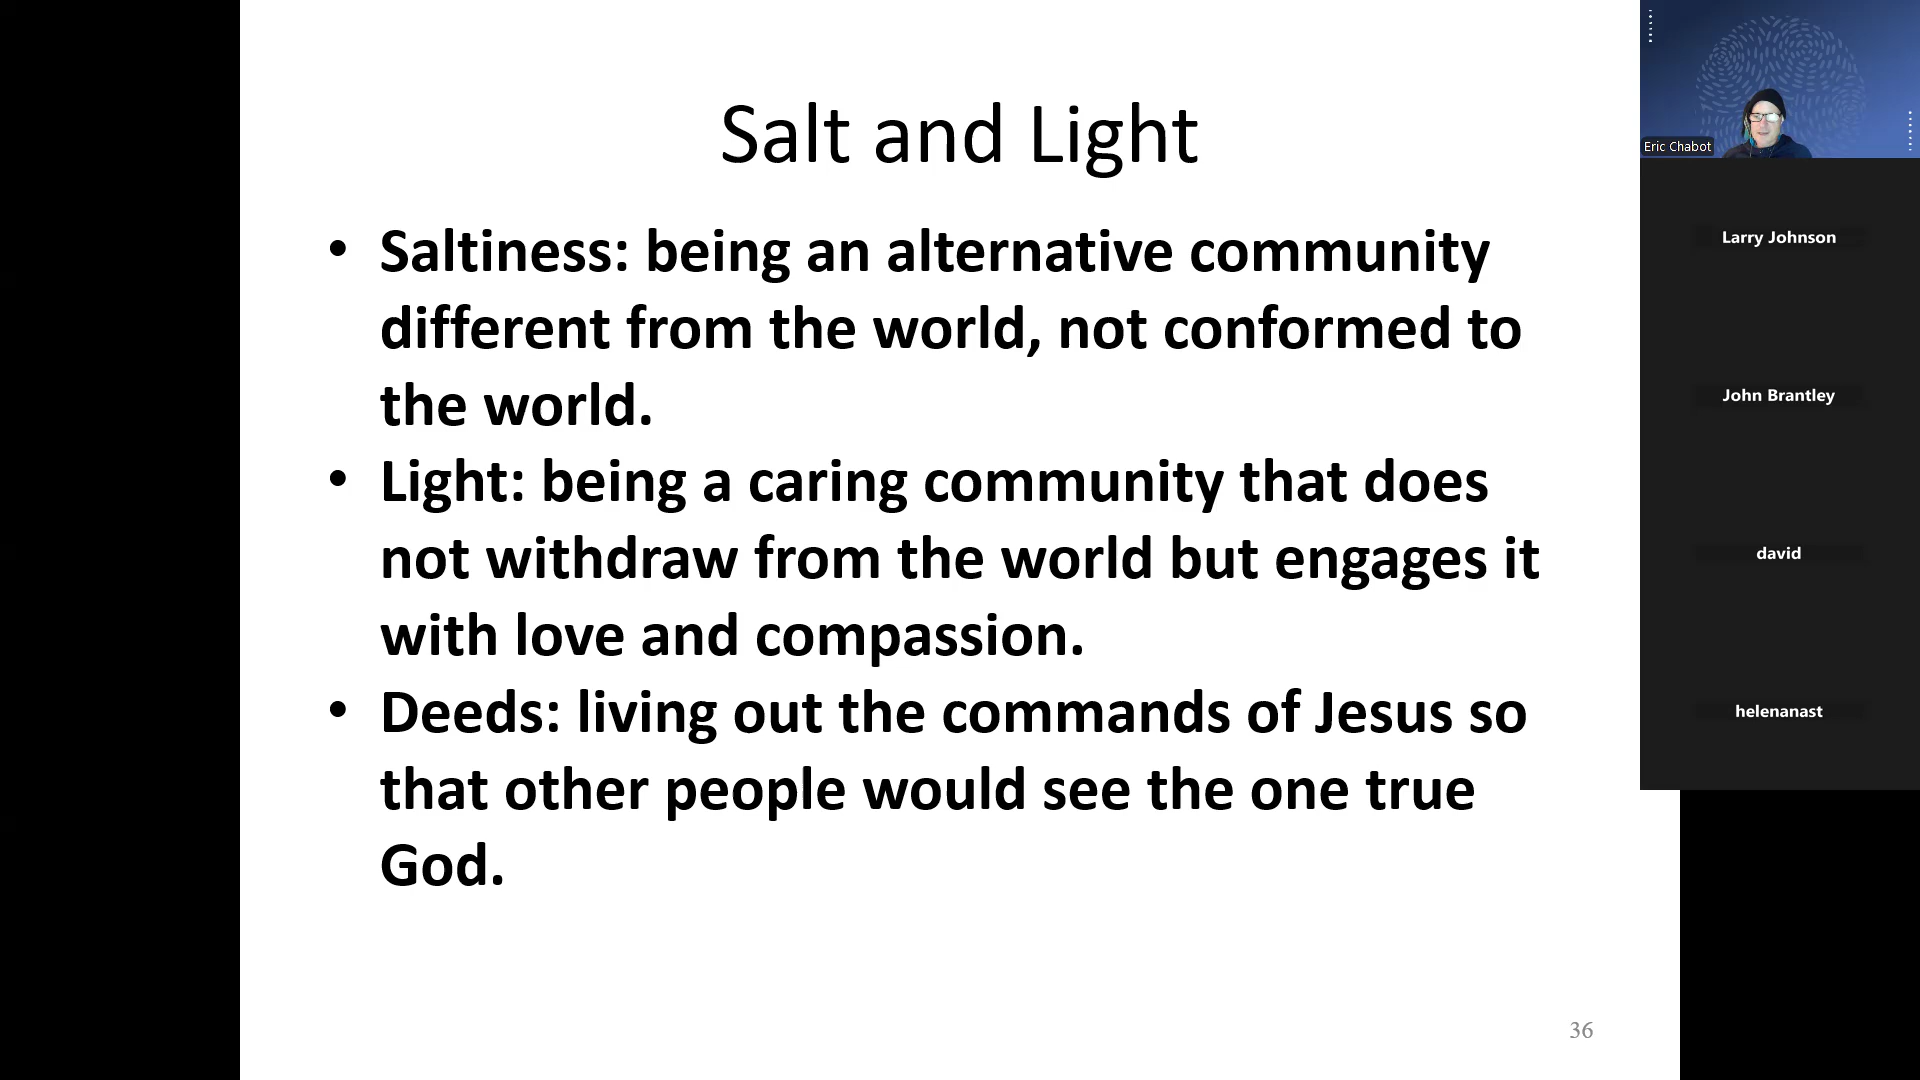 Salt and Light
• Saltiness: being an alternative community
different from the world, not conformed to
the world.
• Light: being a caring community that does
not withdraw from the world but engages it
with love and compassion.
• Deeds: living out the commands of Jesus so
that other people would see the one true
God.
36
Eric Chabot
Larry Johnson
John Brantley
david
helenanast